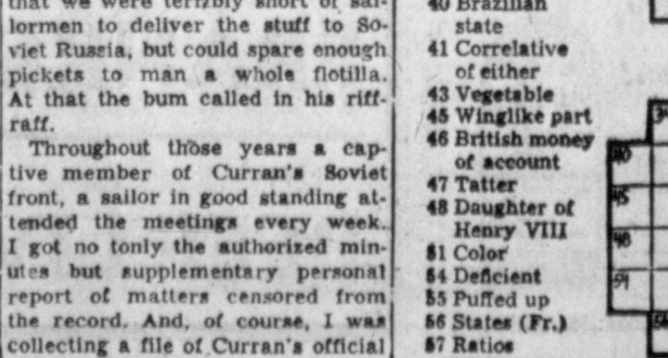 that we were terribly short of sai-
lormen to deliver the stuff to So-
viet Russia, but could spare enough
pickets to man a whole flotilla.
At that the bum called in his riff-
raff.
Throughout those years a cap-
tive member of Curran's Soviet
front, a sailor in good standing at-
tended the meetings every week.
I got no tonly the authorized min-
utes but supplementary personal
report of matters censored from
the record. And, of course, I was
collecting a file of Curran's official
40 Brazilian
state
41 Correlative
of either
43 Vegetable
45 Winglike part
46 British money
of account
47 Tatter
48 Daughter of
Henry VIII
51 Color
54 Deficient
55 Puffed up
56 States (Fr.)
57 Ratios
40
45
48
54